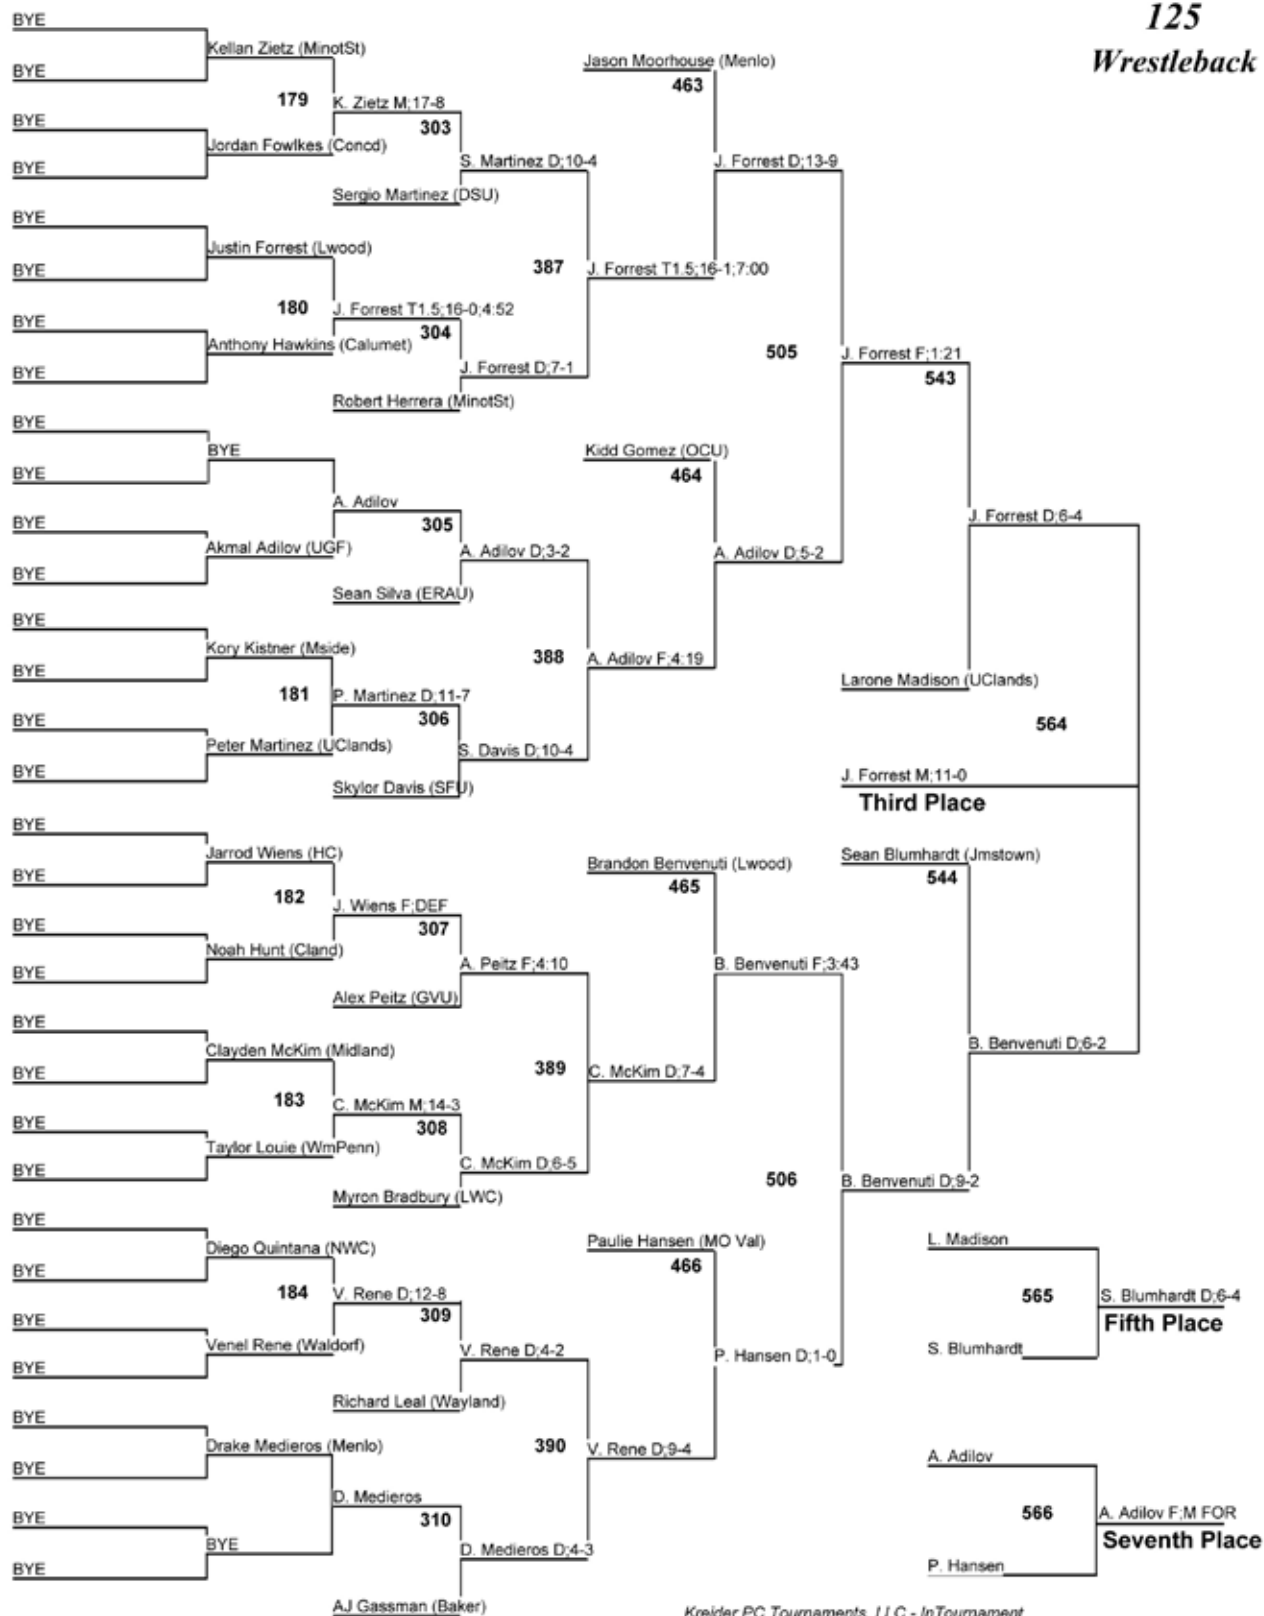 125
Wrestleback
BYE
Kellan Zietz (MinotSt)
Jason Moorhouse (Menlo)
BYE
463
179
K. Zietz M;17-8
BYE
303
Jordan Fowlkes (Concd)
BYE
S. Martinez D;10-4
J. Forrest D;13-9
Sergio Martinez (DSU)
BYE
Justin Forrest (Lwood)
BYE
387
J. Forrest T1.5;16-1;7:00
180
J. Forrest T1.5;16-0;4:52
BYE
304
Anthony Hawkins (Calumet)
505
J. Forrest F;1:21
BYE
J. Forrest D;7-1
543
Robert Herrera (MinotSt)
BYE
BYE
Kidd Gomez (OCU)
BYE
464
A. Adilov
BYE
305
J. Forrest D;6-4
Akmal Adilov (UGF)
A. Adilov D;3-2
A. Adilov D;5-2
BYE
Sean Silva (ERAU)
BYE
Kory Kistner (Mside)
388
A. Adilov F;4:19
BYE
Larone Madison (UClands)
181
P. Martinez D;11-7
BYE
306
564
Peter Martinez (UClands)
S. Davis D;10-4
BYE
J. Forrest M;11-0
Skylor Davis (SFU)
Third Place
BYE
Jarrod Wiens (HC)
Brandon Benvenuti (Lwood)
Sean Blumhardt (Jmstown)
BYE
465
544
182
J. Wiens F;DEF
BYE
307
Noah Hunt (Cland)
A. Peitz F;4:10
B. Benvenuti F;3:43
BYE
Alex Peitz (GVU)
BYE
Clayden McKim (Midland)
B. Benvenuti D;6-2
BYE
389
C. McKim D;7-4
183
C. McKim M;14-3
BYE
308
Taylor Louie (WmPenn)
C. McKim D;6-5
BYE
506
B. Benvenuti D;9-2
Myron Bradbury (LWC)
BYE
Diego Quintana (NWC)
Paulie Hansen (MO Val)
L. Madison
BYE
466
184
V. Rene D;12-8
565
S. Blumhardt D;6-4
BYE
309
Fifth Place
Venel Rene (Waldorf)
V. Rene D;4-2
P. Hansen D;1-0
S. Blumhardt
BYE
Richard Leal (Wayland)
BYE
Drake Medieros (Menlo)
390
V. Rene D;9-4
A. Adilov
BYE
D. Medieros
BYE
310
566
A. Adilov F;M FOR
BYE
D. Medieros D;4-3
Seventh Place
BYE
P. Hansen
AJ Gassman (Baker)
Kreider PC Tournaments, LLC - InTournament